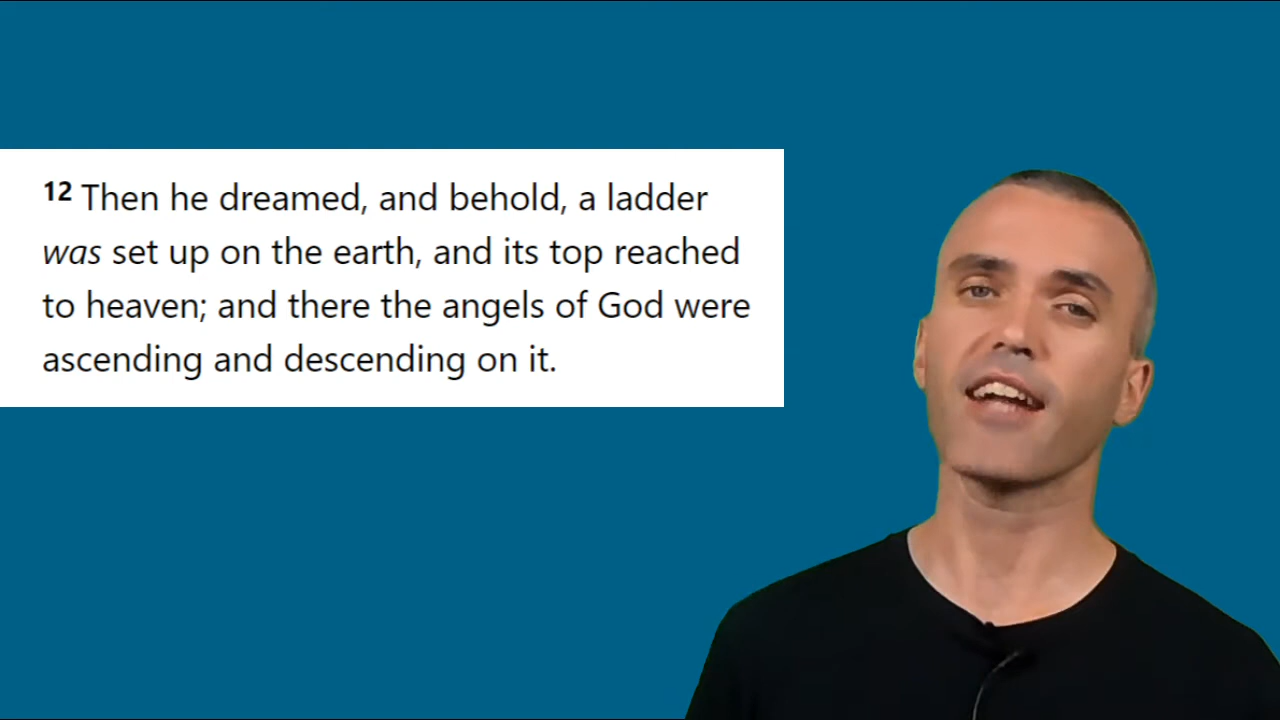 12 Then he dreamed, and behold, a ladder
was set up on the earth, and its top reached
to heaven; and there the angels of God were
ascending and descending on it.